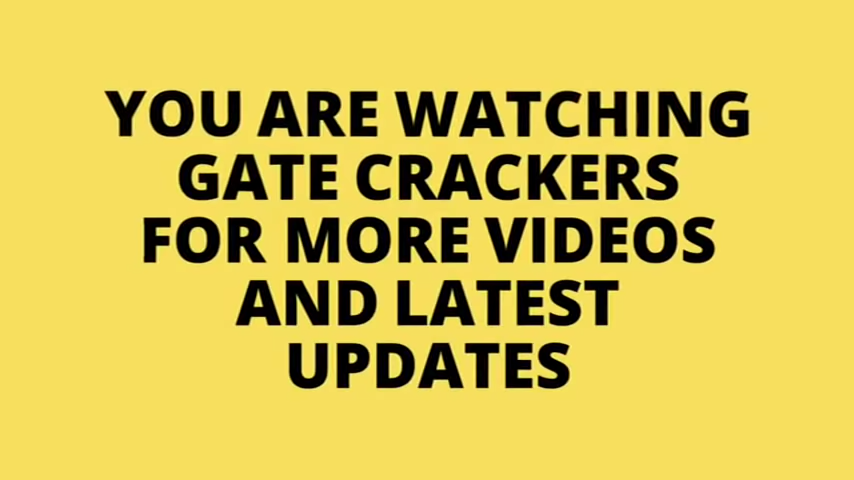 YOU ARE WATCHING
GATE CRACKERS
FOR MORE VIDEOS
AND LATEST
UPDATES